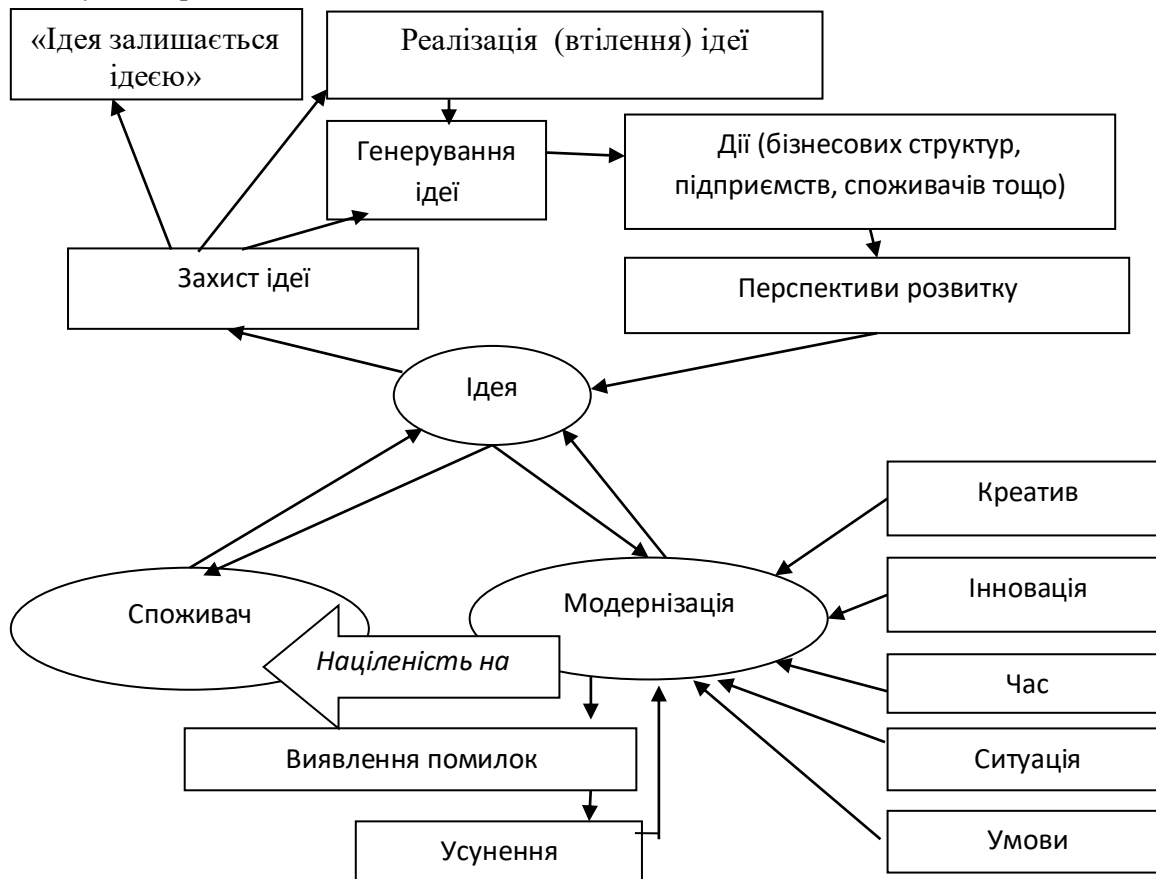 «Ідея залишається
ідеєю»
Реалізація (втілення) ідеї
Генерування
ідеї
Дії (бізнесових структур,
підприємств, споживачів тощо)
Захист ідеї
Перспективи розвитку
Ідея
Креатив
Інновація
Споживач
Модернізація
Націленість на
Час
Виявлення помилок
Ситуація
Усунення
Умови